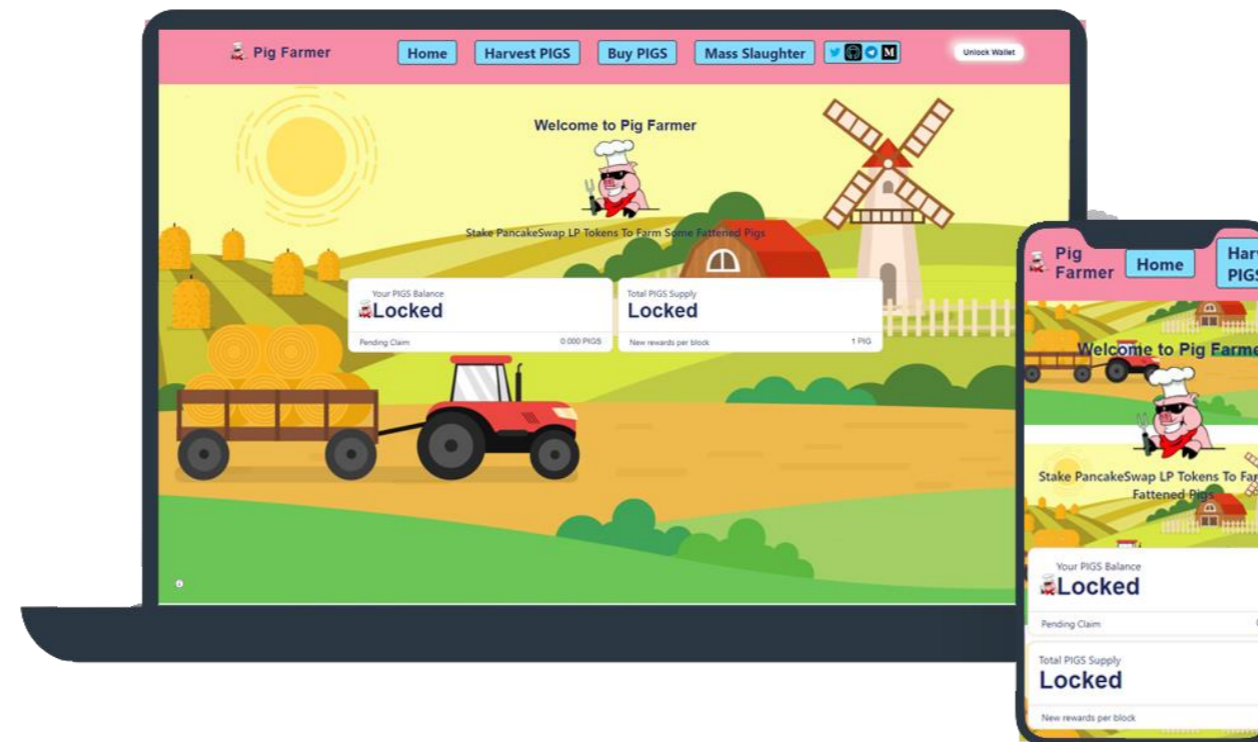 Pig Farmer
Home
Harvest PIGS
Buy PIGS
Mass Slaughter
M
Unlock Wallet
Welcome to Pig Farmer
Stake PancakeSwap LP Tokens To Farm Some Fattened Pigs
Your PIGS Balance
Locked
Pending Claim 0.000 PIGS
Total PIGS Supply
Locked
New rewards per block 1 PIG
Pig
Farmer
Home
Har
PIGS
Welcome to Pig Farme
Stake PancakeSwap LP Tokens To Far
Fattened Pigs
Your PIGS Balance
Locked
Pending Claim
Total PIGS Supply
Locked
New rewards per block